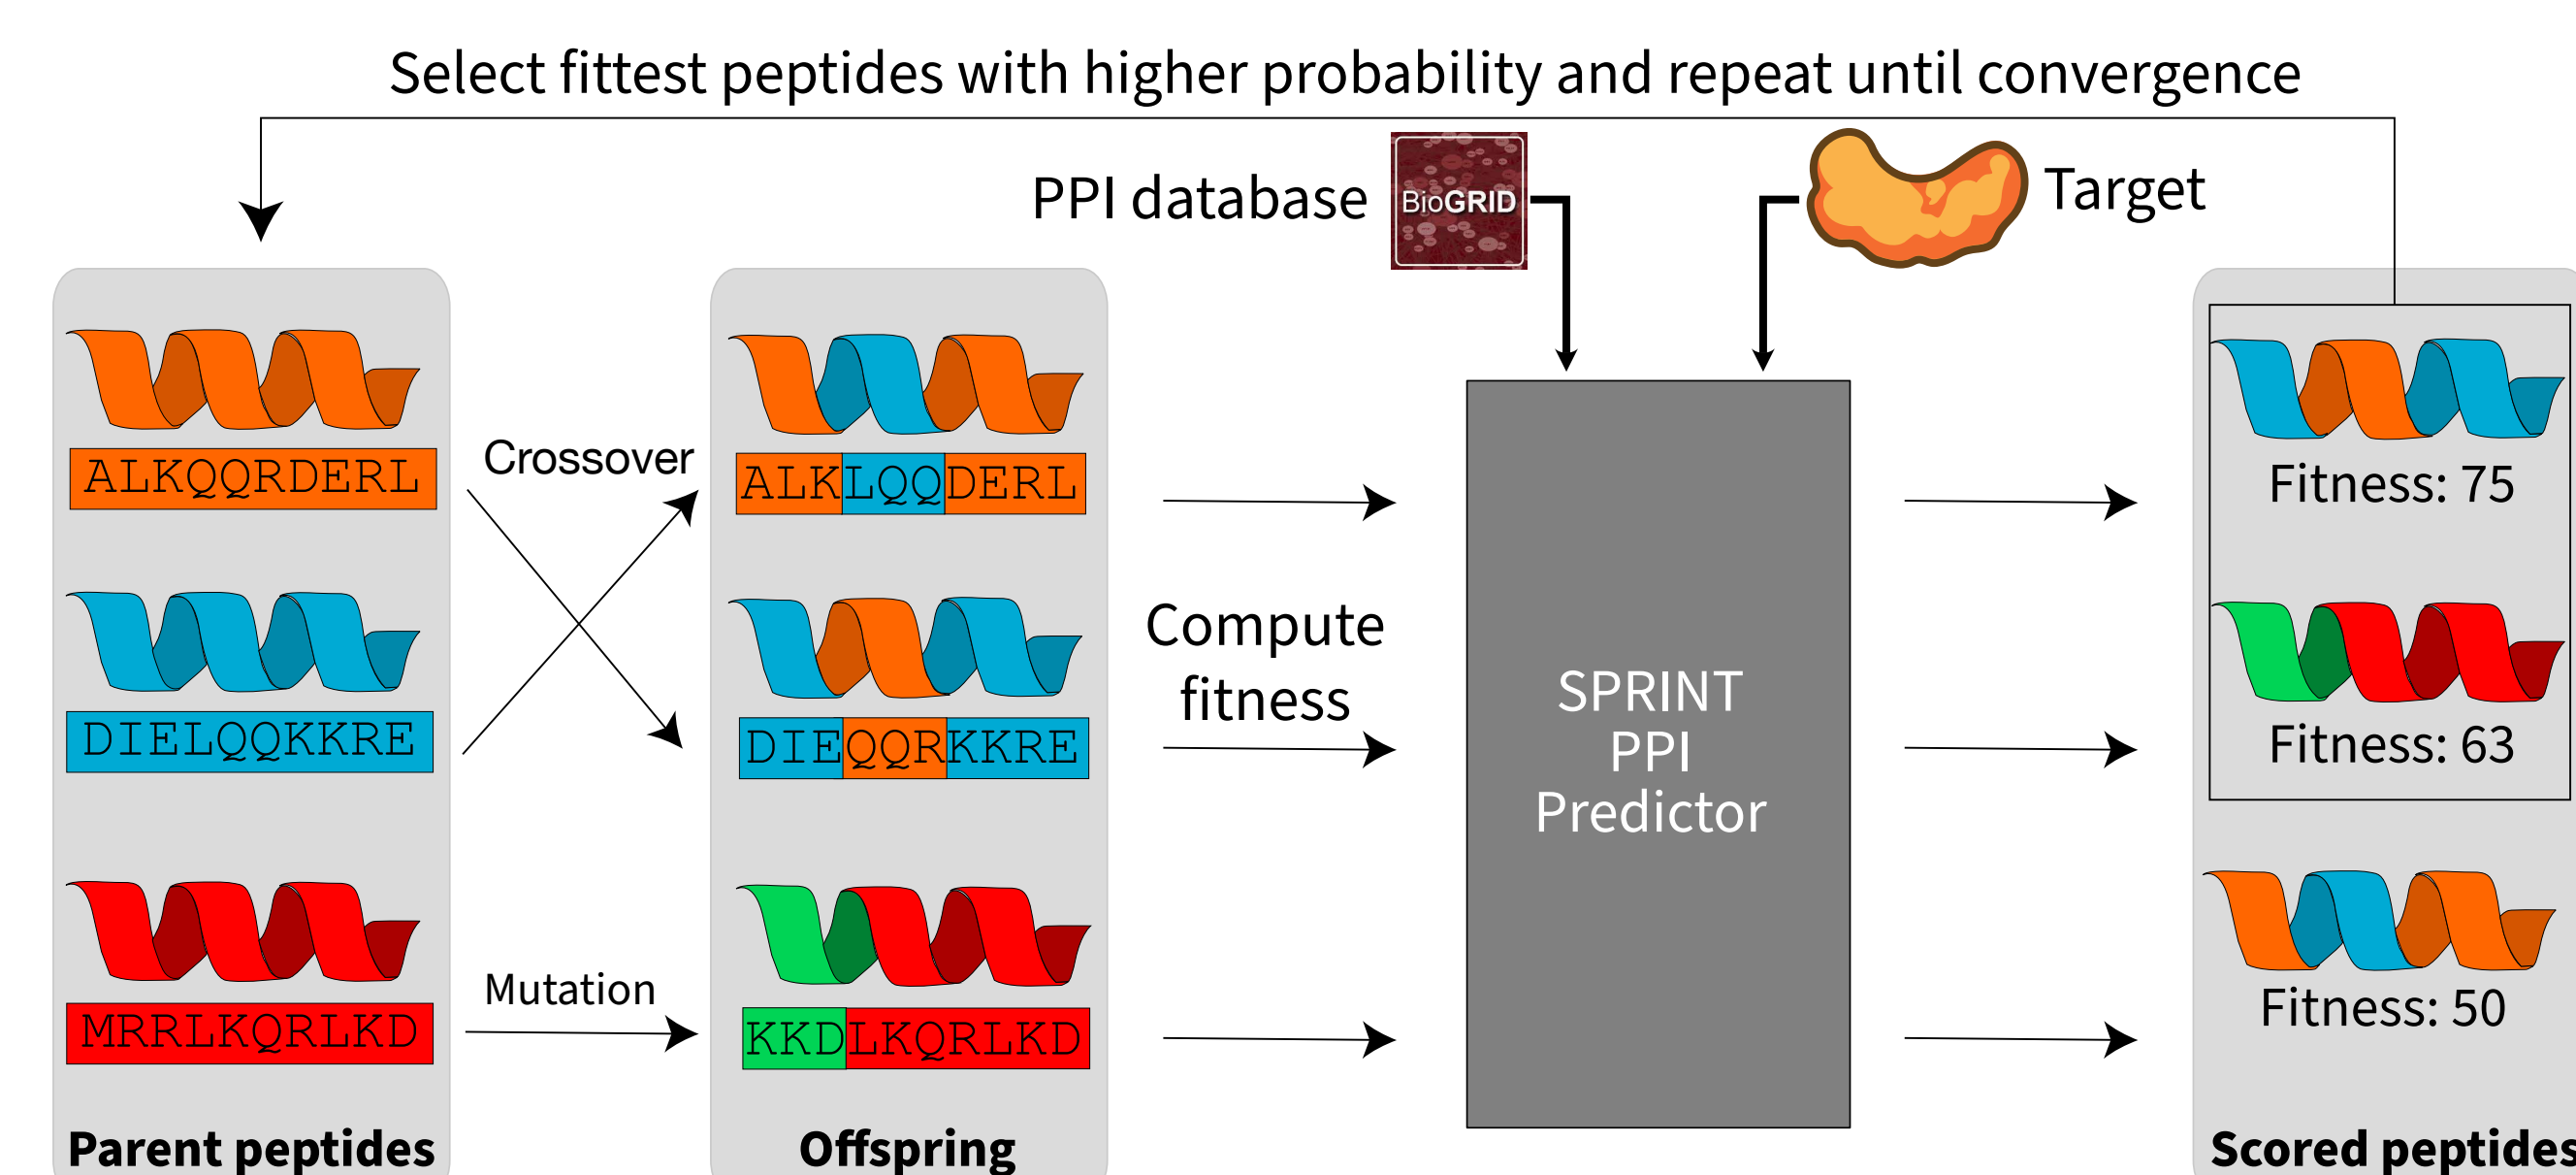 Select fittest peptides with higher probability and repeat until convergence
PPI database
BioGRID
Target
ALKQQRDERL
DIELQQKKRE
MRRLKQRLKD
Parent peptides
Crossover
Mutation
ALKLQQDERL
DIEQQRKKRE
KKDLKQRLKD
Offspring
Compute
fitness
SPRINT
PPI
Predictor
Fitness: 75
Fitness: 63
Fitness: 50
Scored peptides